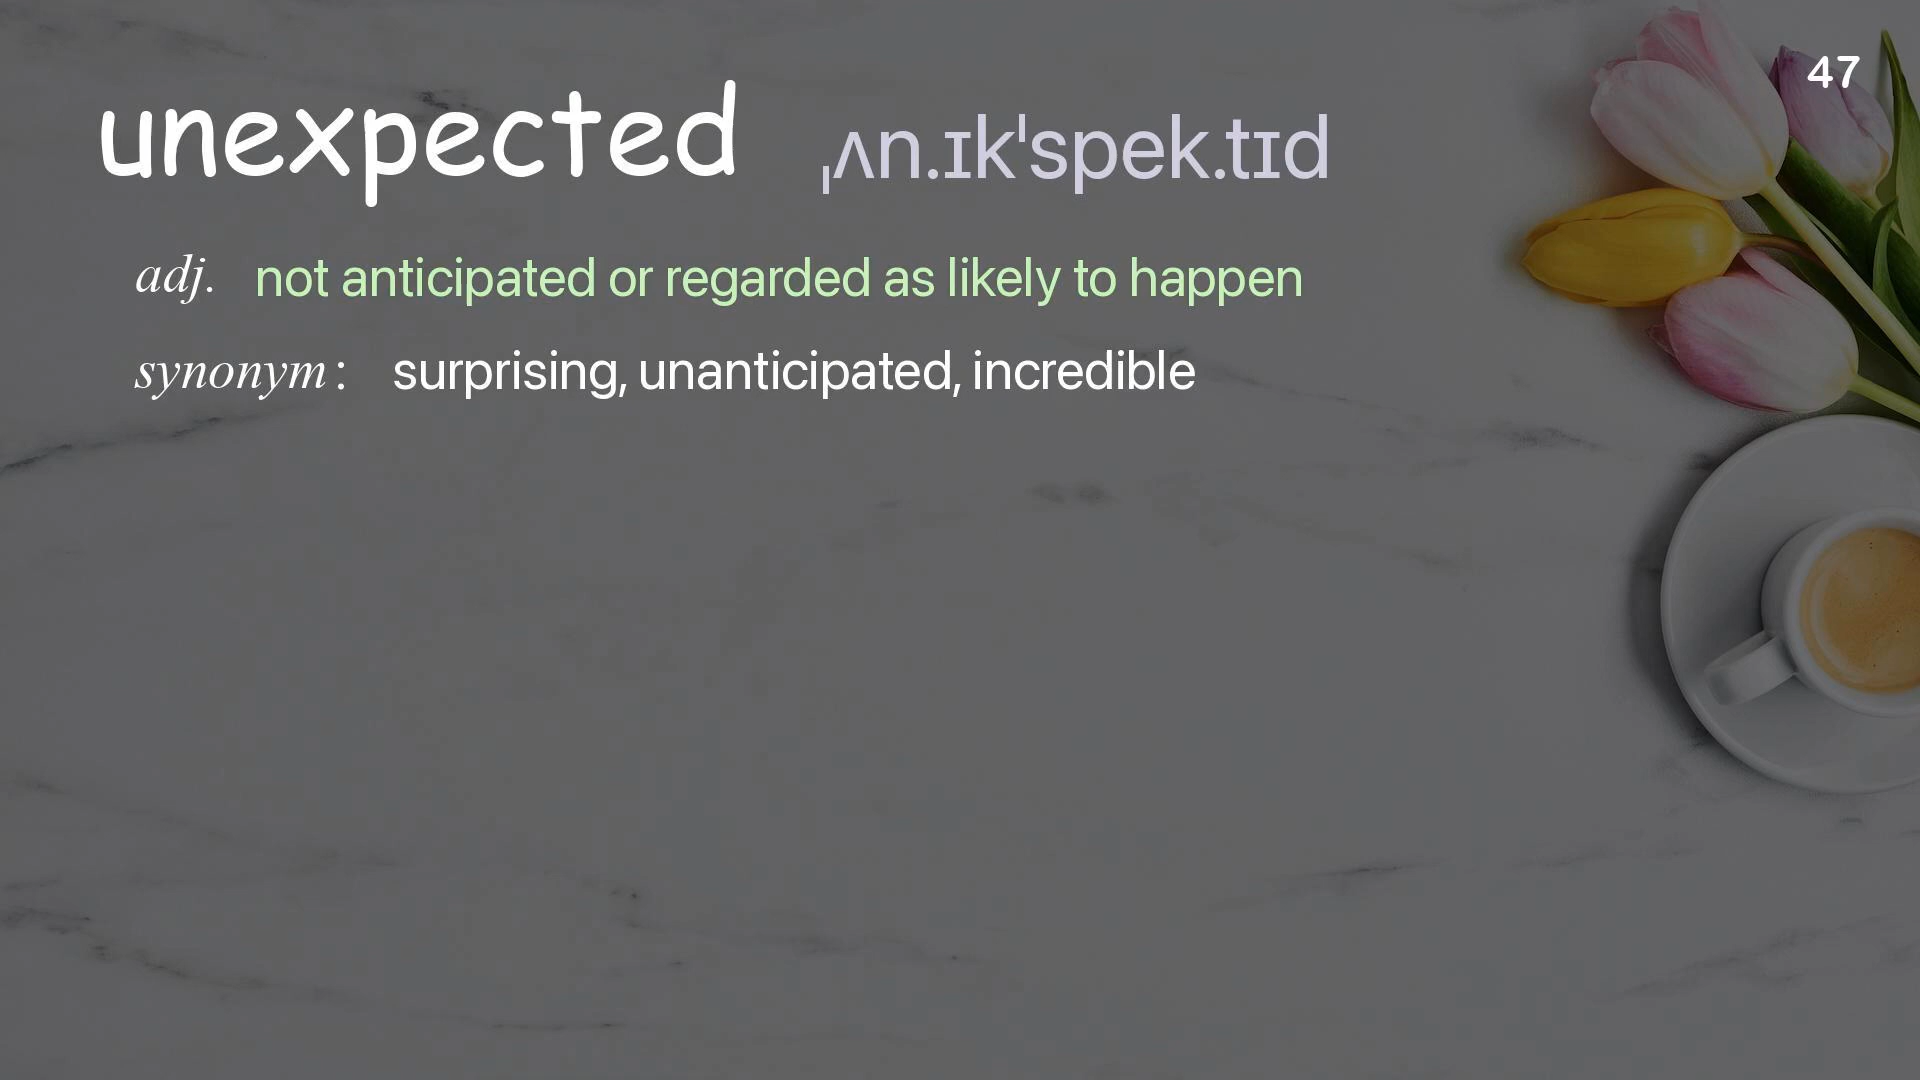 47
unexpected ˌʌn.ɪkˈspek.tɪd
adj. not anticipated or regarded as likely to happen
synonym : surprising, unanticipated, incredible